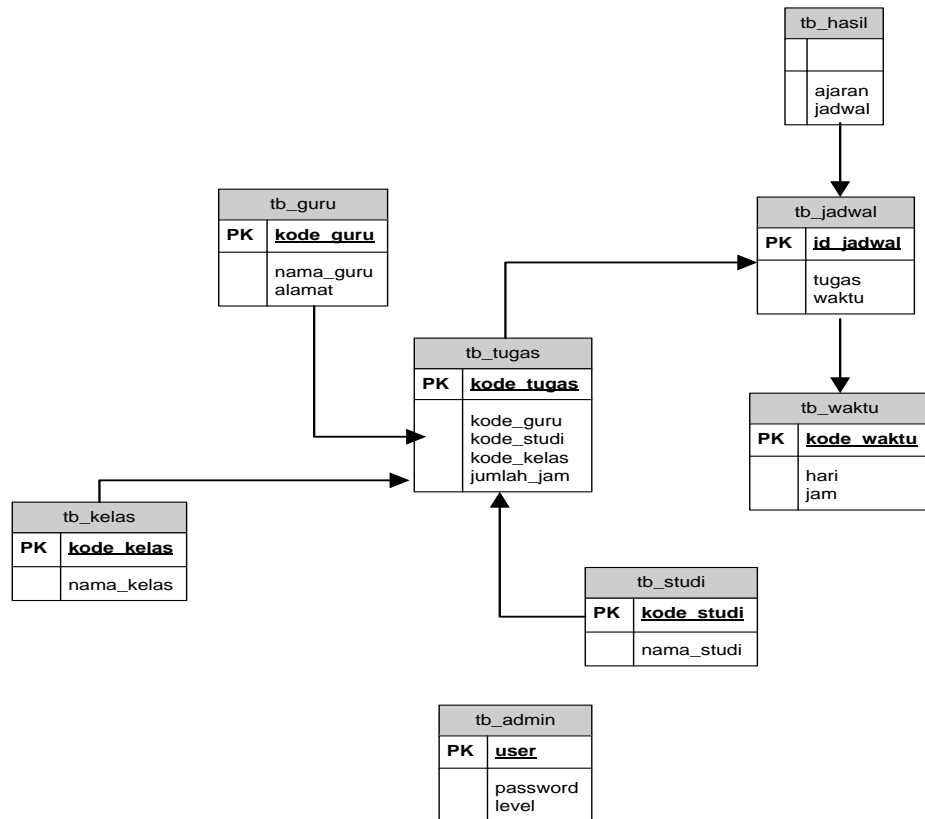 tb_hasil
ajaran
jadwal
tb_guru
PK kode_guru
nama_guru
alamat
tb_jadwal
PK id_jadwal
tugas
waktu
tb_tugas
PK kode_tugas
kode_guru
kode_studi
kode_kelas
jumlah_jam
tb_waktu
PK kode_waktu
hari
jam
tb_kelas
PK kode_kelas
nama_kelas
tb_studi
PK kode_studi
nama_studi
tb_admin
PK user
password
level